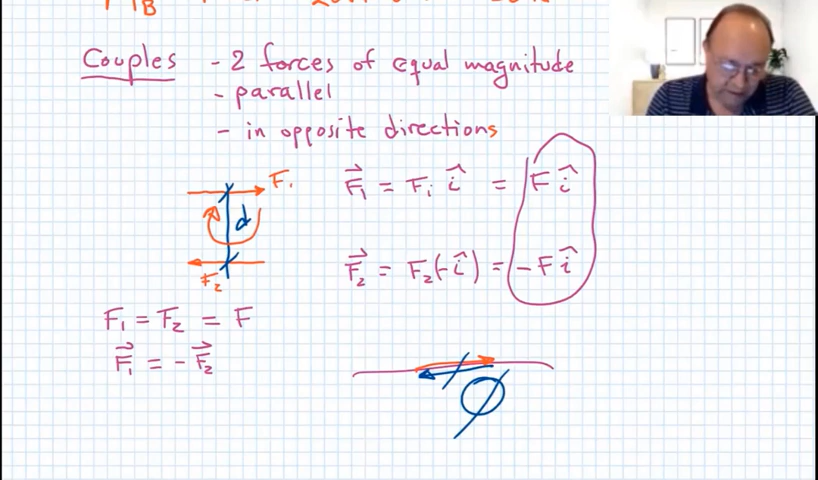 Couples - 2 forces of equal magnitude
- parallel
- in opposite directions
F₁
d
F₂
F⃗₁ = F₁ î = F î
F⃗₂ = F₂(-î) = -F î
F₁ = F₂ = F
F⃗₁ = - F⃗₂